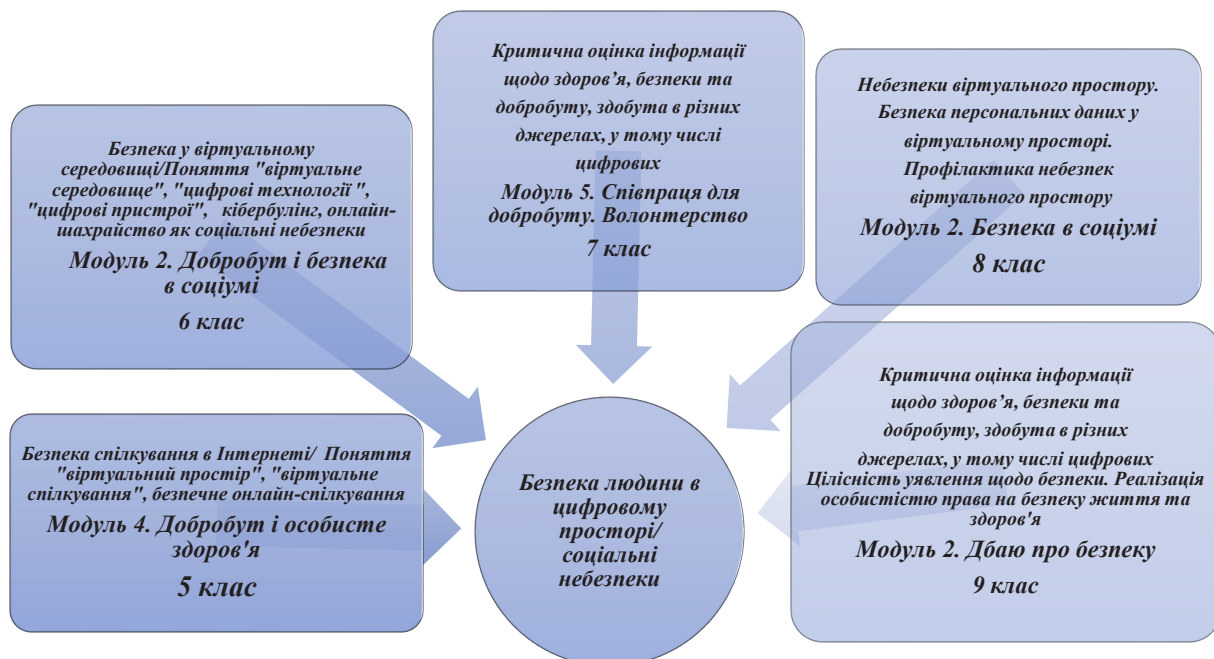 Критична оцінка інформації
щодо здоров’я, безпеки та
добробуту, здобута в різних
джерелах, у тому числі
цифрових
Модуль 5. Співпраця для
добробуту. Волонтерство
7 клас
Небезпеки віртуального простору.
Безпека персональних даних у
віртуальному просторі.
Профілактика небезпек
віртуального простору
Модуль 2. Безпека в соціумі
8 клас
Безпека у віртуальному
середовищі/Поняття "віртуальне
середовище", "цифрові технології ",
"цифрові пристрої", кібербулінг, онлайн-
шахрайство як соціальні небезпеки
Модуль 2. Добробут і безпека
в соціумі
6 клас
Критична оцінка інформації
щодо здоров’я, безпеки та
добробуту, здобута в різних
джерелах, у тому числі цифрових
Цілісність уявлення щодо безпеки. Реалізація
особистістю права на безпеку життя та
здоров'я
Модуль 2. Дбаю про безпеку
9 клас
Безпека спілкування в Інтернеті/ Поняття
"віртуальний простір", "віртуальне
спілкування", безпечне онлайн-спілкування
Модуль 4. Добробут і особисте
здоров'я
5 клас
Безпека людини в
цифровому
просторі/
соціальні
небезпеки